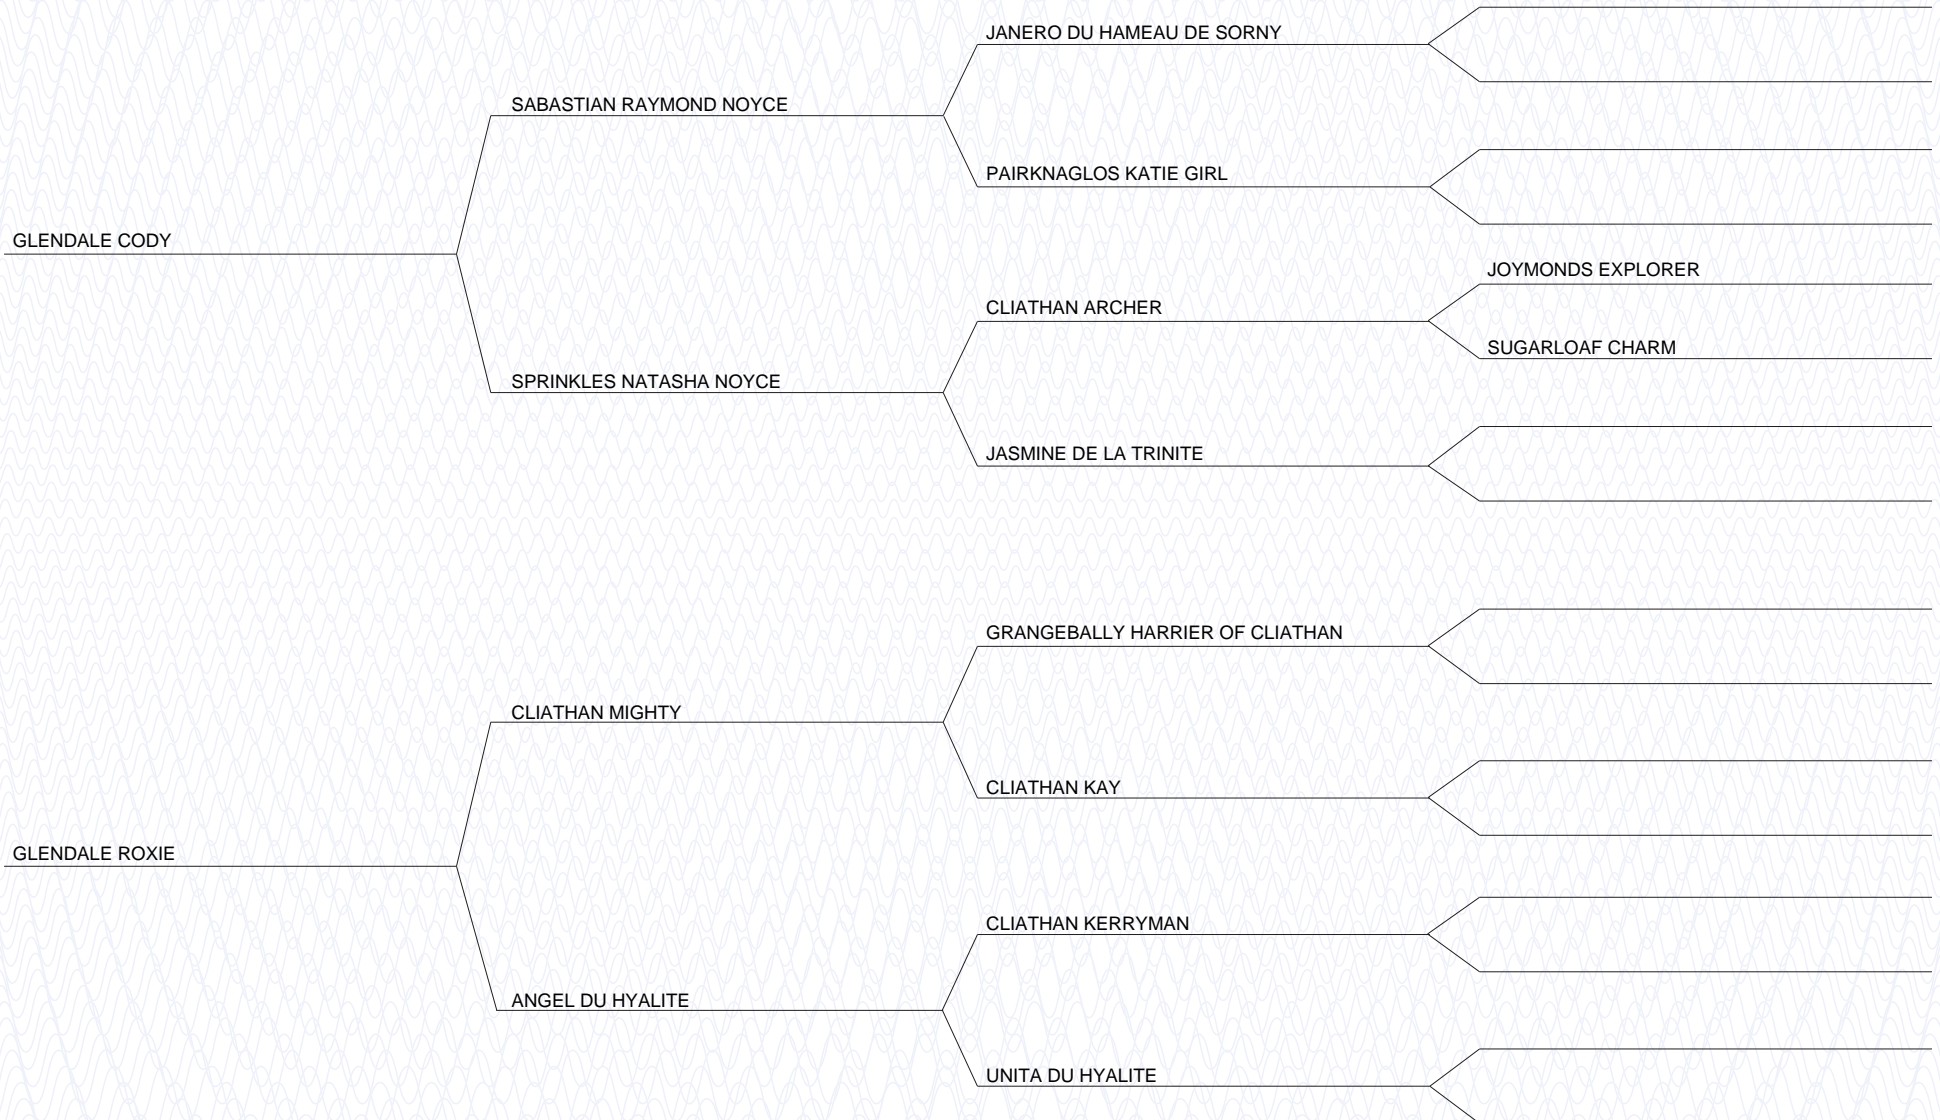 JANERO DU HAMEAU DE SORNY
SABASTIAN RAYMOND NOYCE
PAIRKNAGLOS KATIE GIRL
GLENDALE CODY
JOYMONDS EXPLORER
CLIATHAN ARCHER
SUGARLOAF CHARM
SPRINKLES NATASHA NOYCE
JASMINE DE LA TRINITE
GRANGEBALLY HARRIER OF CLIATHAN
CLIATHAN MIGHTY
CLIATHAN KAY
GLENDALE ROXIE
CLIATHAN KERRYMAN
ANGEL DU HYALITE
UNITA DU HYALITE